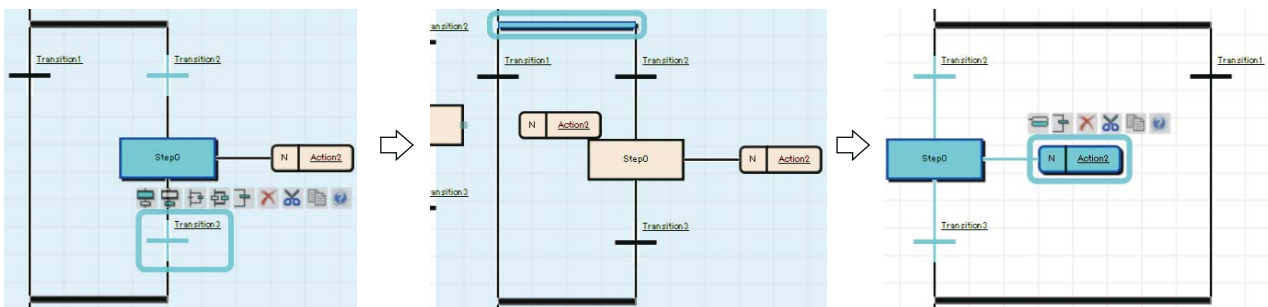 Transition1
Transition2
Step0
N
Action2
Transition3
ansition2
Transition1
Transition2
N
Action2
Step0
N
Action2
ansition3
Transition3
Transition2
Transition1
Step0
N
Action2
Transition3